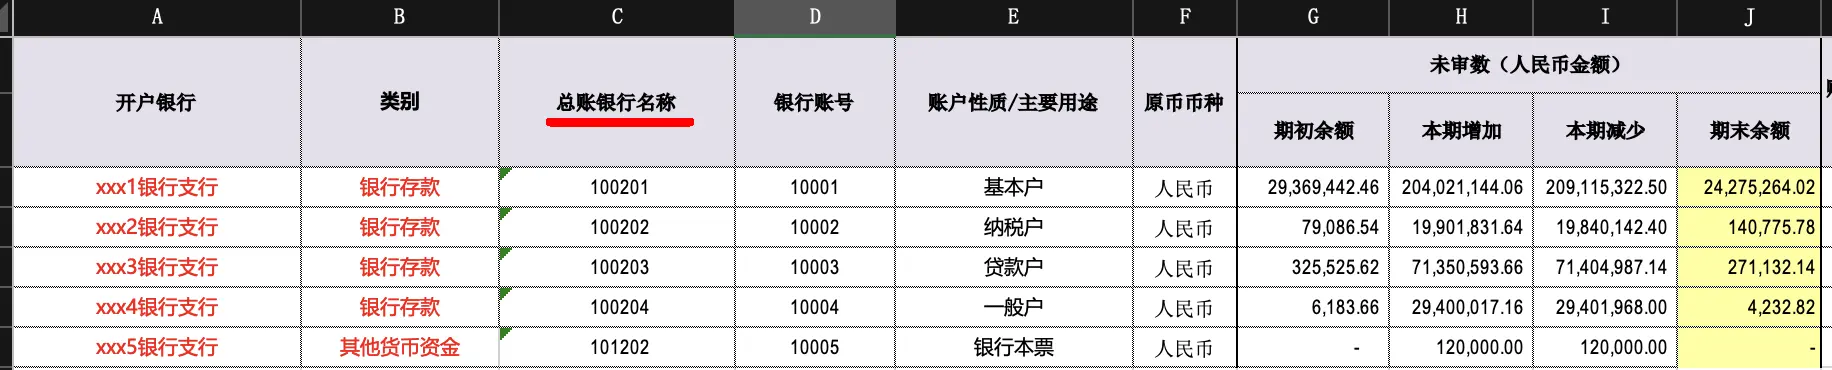 A B C D E F G H I J
开户银行 类别 总账银行名称 银行账号 账户性质/主要用途 原币币种 未审数（人民币金额）
期初余额 本期增加 本期减少 期末余额
xxx1银行支行 银行存款 100201 10001 基本户 人民币 29,369,442.46 204,021,144.06 209,115,322.50 24,275,264.02
xxx2银行支行 银行存款 100202 10002 纳税户 人民币 79,086.54 19,901,831.64 19,840,142.40 140,775.78
xxx3银行支行 银行存款 100203 10003 贷款户 人民币 325,525.62 71,350,593.66 71,404,987.14 271,132.14
xxx4银行支行 银行存款 100204 10004 一般户 人民币 6,183.66 29,400,017.16 29,401,968.00 4,232.82
xxx5银行支行 其他货币资金 101202 10005 银行本票 人民币 - 120,000.00 120,000.00 -